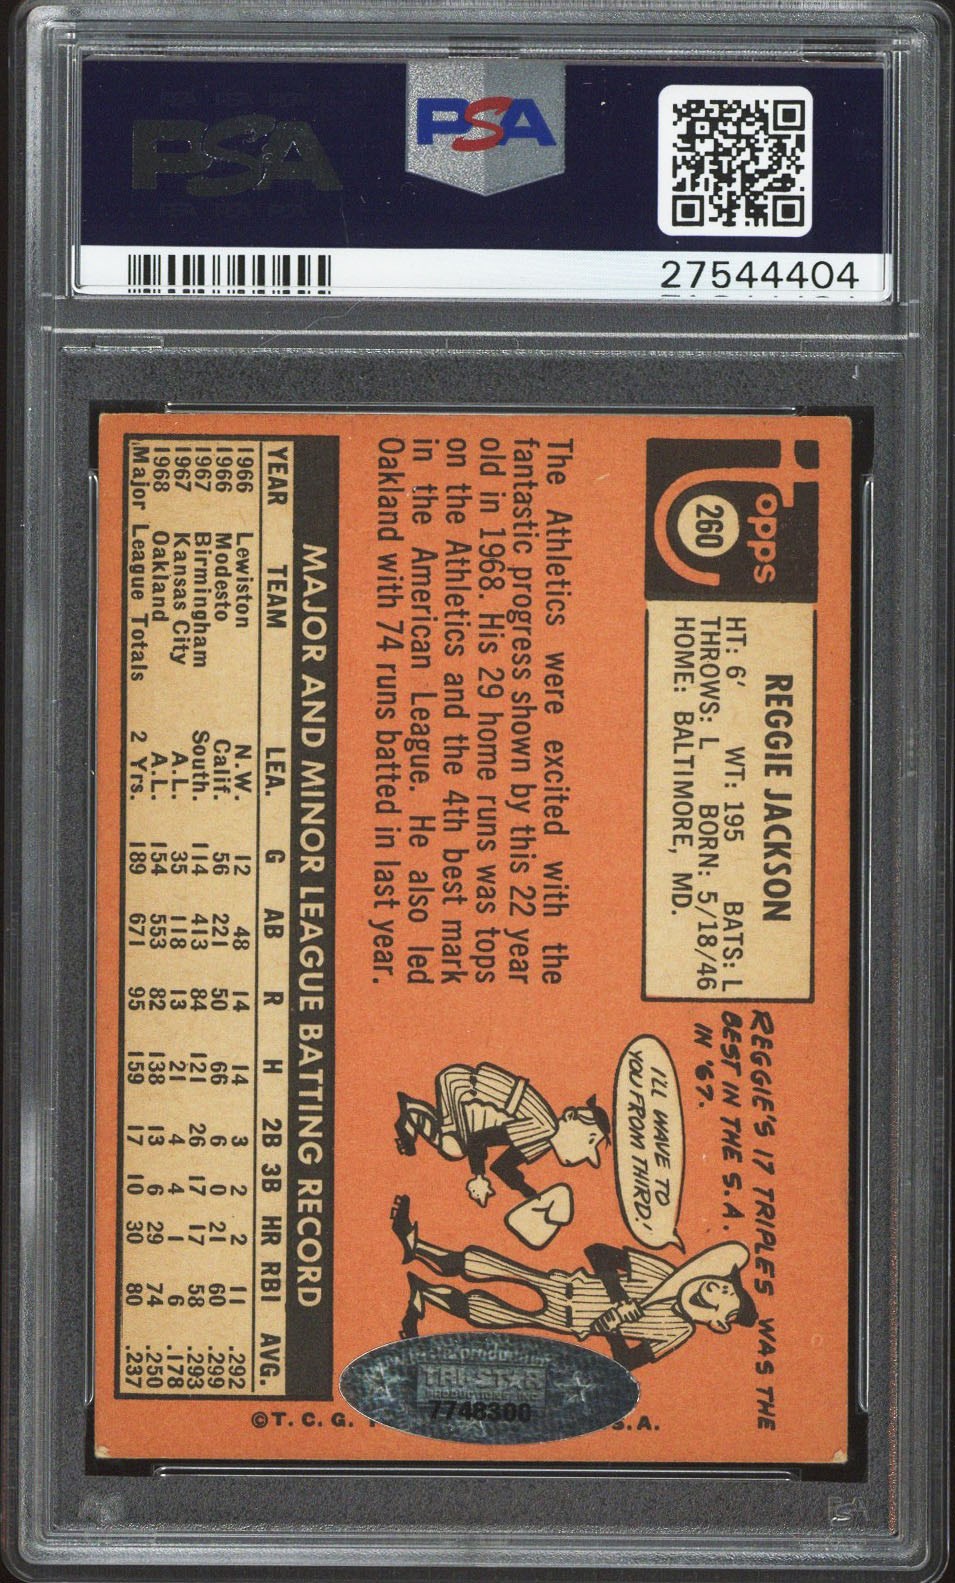 PSA
PSA
27544404
Topps
260
REGGIE JACKSON
HT: 6' WT: 195 BATS: L
THROWS: L BORN: 5/18/46
HOME: BALTIMORE, MD.
REGGIE'S 17 TRIPLES WAS THE
BEST IN THE S.A.
IN '67.
I'LL WAVE TO
YOU FROM THIRD!
The Athletics were excited with the
fantastic progress shown by this 22 year
old in 1968. His 29 home runs was tops
on the Athletics and the 4th best mark
in the American League. He also led
Oakland with 74 runs batted in last year.
MAJOR AND MINOR LEAGUE BATTING RECORD
YEAR TEAM LEA. G AB R H 2B 3B HR RBI AVG.
1966 Lewiston N.W. 12 48 14 14 3 2 2 11 .292
1966 Modesto Calif. 56 221 50 66 6 0 21 60 .299
1967 Birmingham South. 114 413 84 121 26 17 17 58 .293
1967 Kansas City A.L. 35 118 13 21 4 4 1 6 .178
1968 Oakland A.L. 154 553 82 138 13 6 29 74 .250
Major League Totals 2 Yrs. 189 671 95 159 17 10 30 80 .237
©T. C. G. S.A.
TRISTAR
PRODUCTIONS, INC.
7748300
PSA